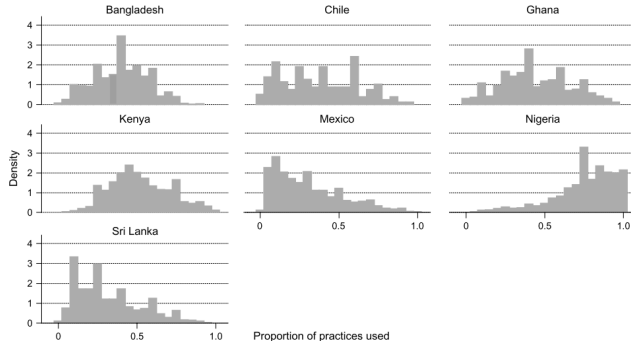 Bangladesh Chile Ghana
4
3
2
1
0
Kenya Mexico Nigeria
4
3
2
1
0
0 0.5 1.0 0 0.5 1.0
Density
Sri Lanka
4
3
2
1
0
0 0.5 1.0
Proportion of practices used